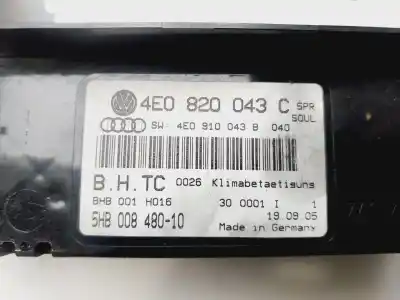 4E0 820 043 C SPR
SW: 4E0 910 043 B 040 SQUL
B.H.TC 0026 Klimabetaetisuns
BHB 001 H016 30 0001 I 1
5HB 008 480-10 19.09.05
Made in Germany